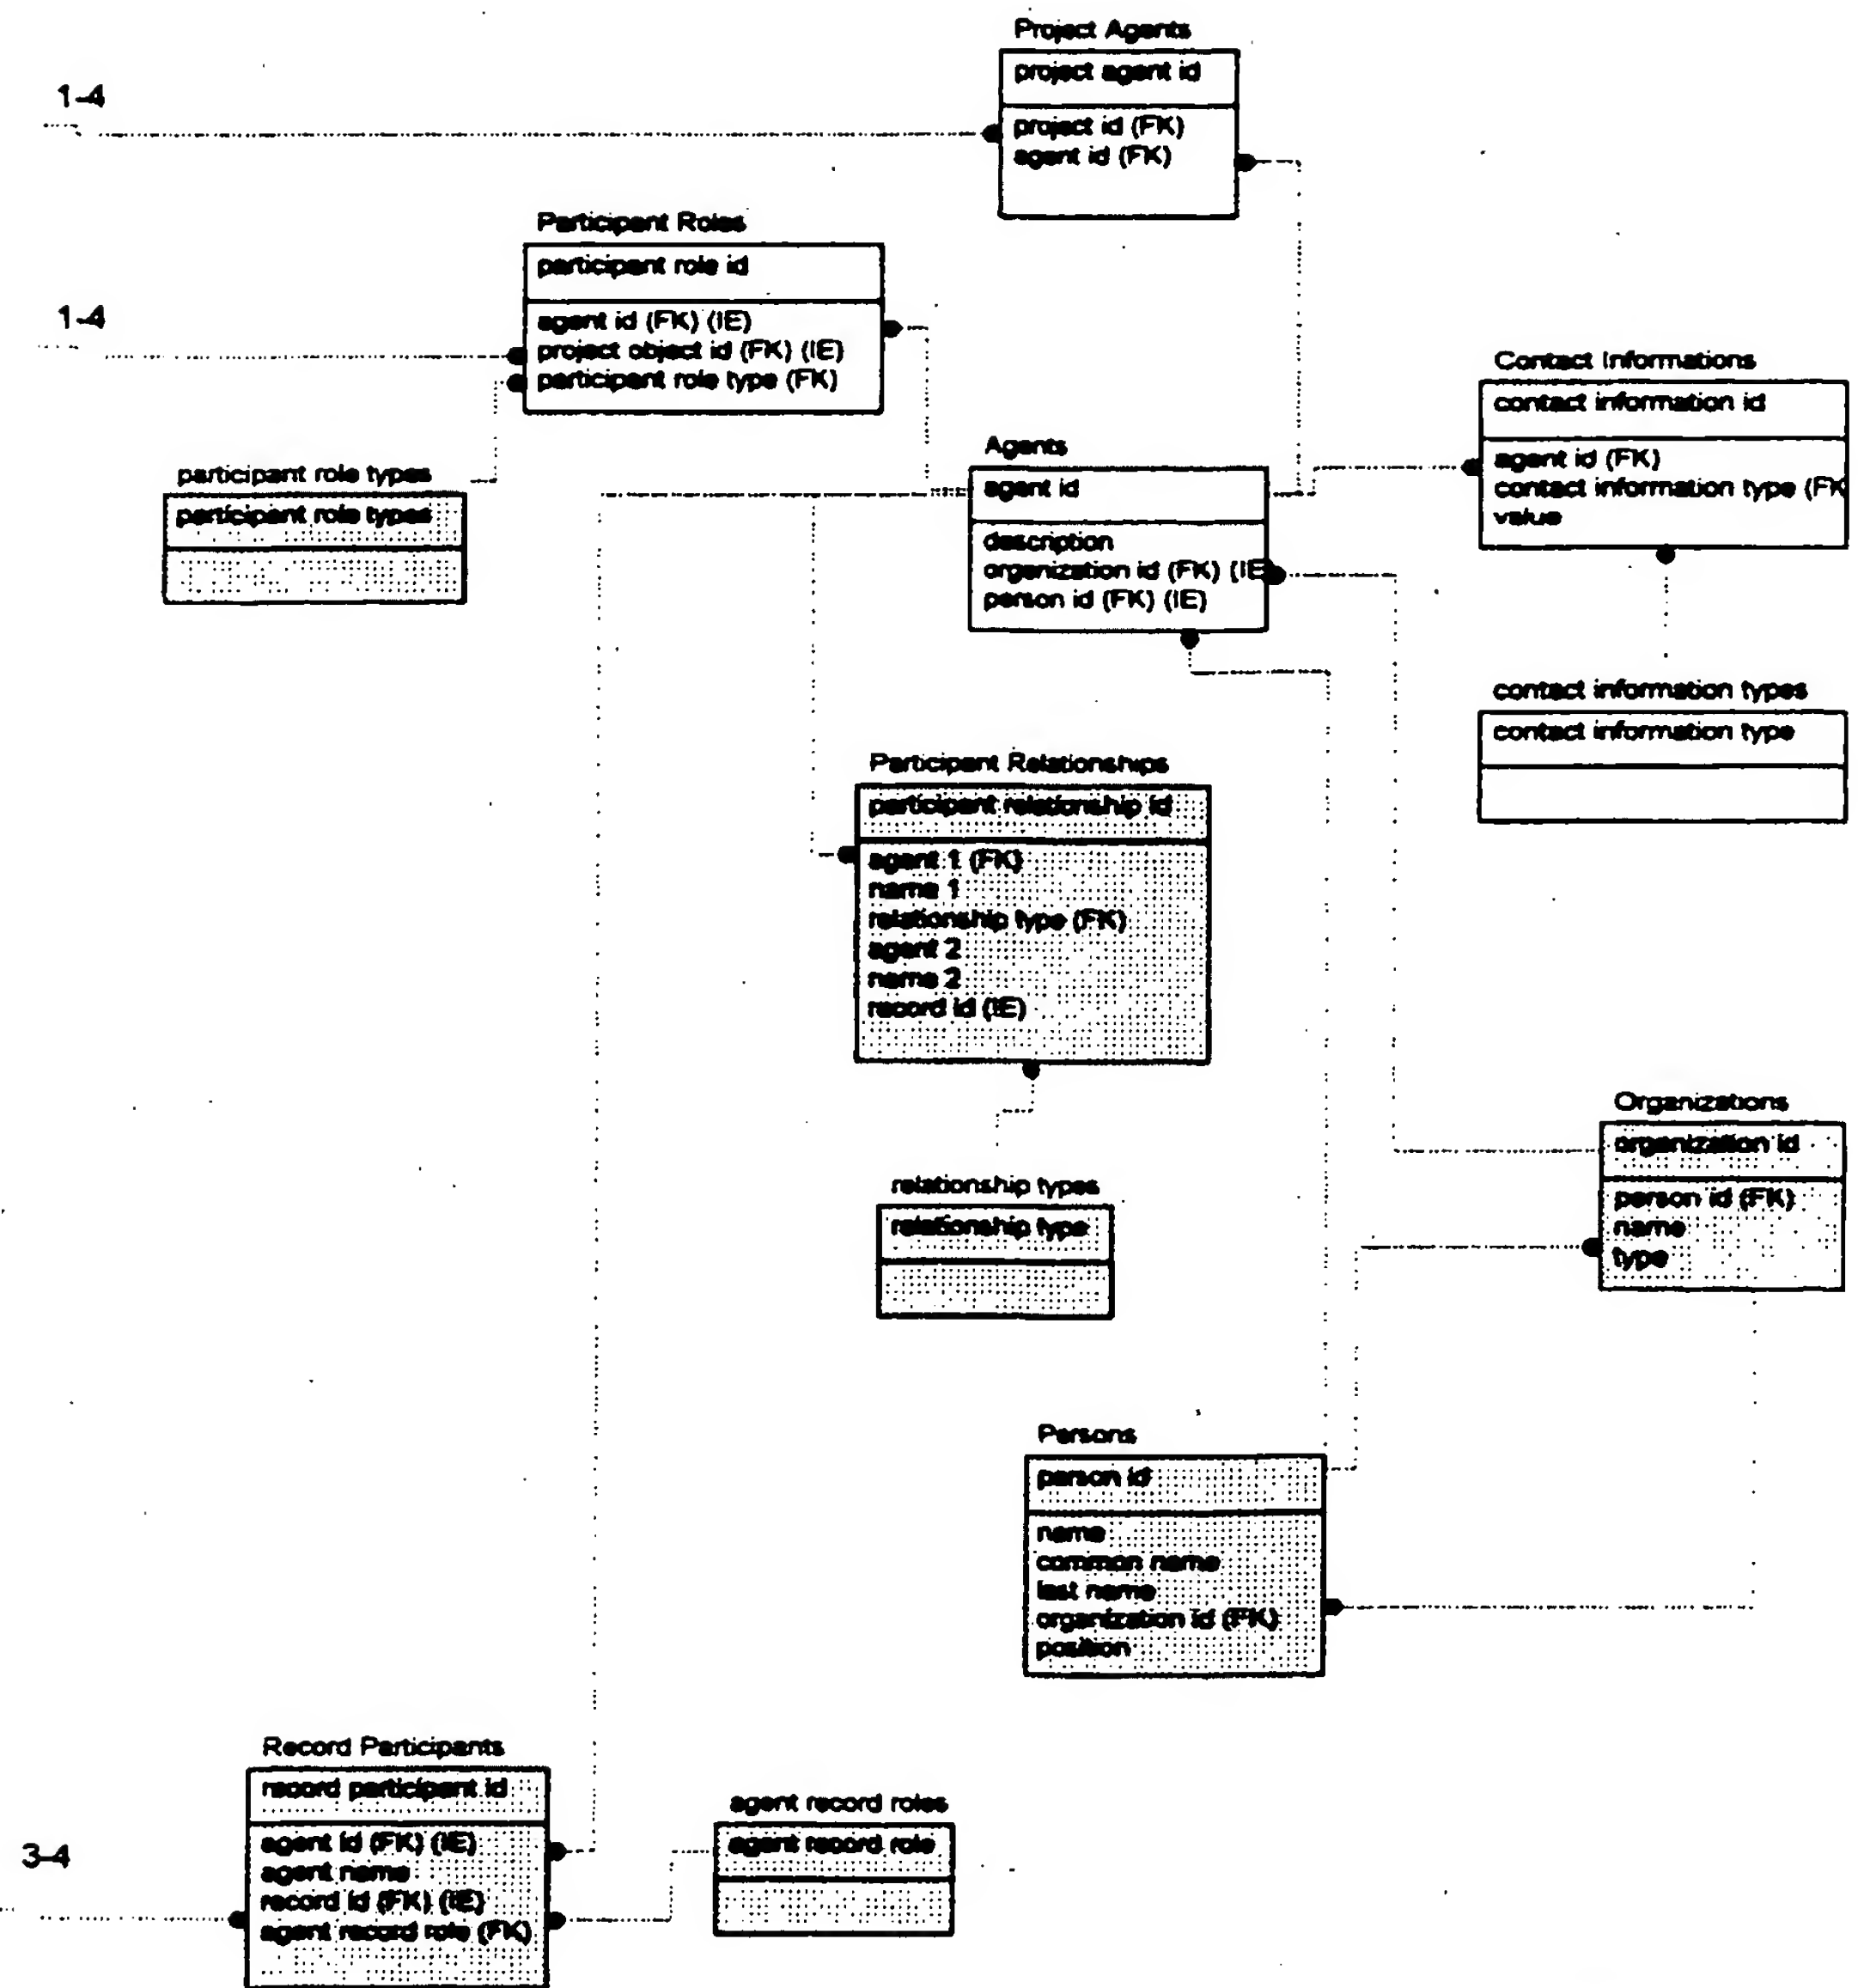 Project Agents
project agent id
project id (FK)
agent id (FK)
1-4
Participant Roles
participant role id
agent id (FK) (IE)
project object id (FK) (IE)
participant role type (FK)
1-4
participant role types
participant role types
Agents
agent id
description
organization id (FK) (IE
person id (FK) (IE)
Contact Informations
contact information id
agent id (FK)
contact information type (FK
value
contact information types
contact information type
Participant Relationships
participant relationship id
agent 1 (FK)
name 1
relationship type (FK)
agent 2
name 2
record id (IE)
relationship types
relationship type
Organizations
organization id
person id (FK)
name
type
Persons
person id
name
common name
last name
organization id (FK)
position
Record Participants
record participant id
agent id (FK) (IE)
agent name
record id (FK) (IE)
agent record role (FK)
3-4
agent record roles
agent record role